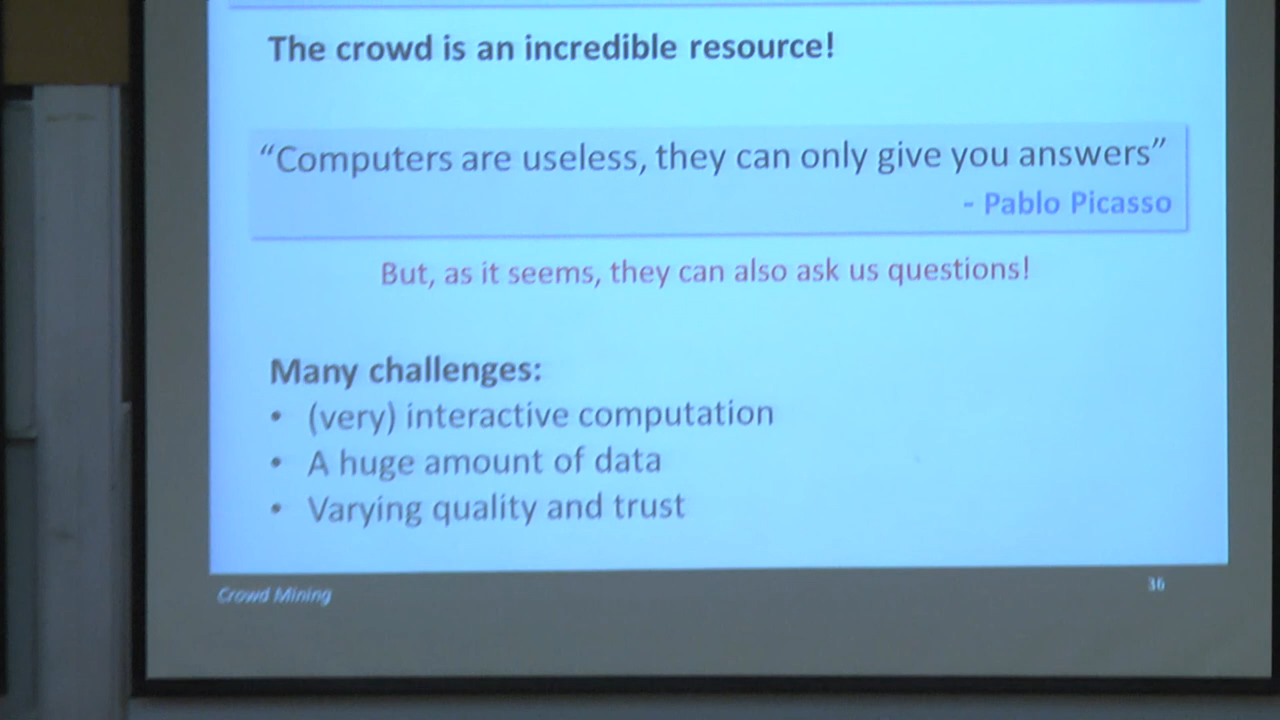 The crowd is an incredible resource!
“Computers are useless, they can only give you answers”
- Pablo Picasso
But, as it seems, they can also ask us questions!
Many challenges:
• (very) interactive computation
• A huge amount of data
• Varying quality and trust
Crowd Mining
36